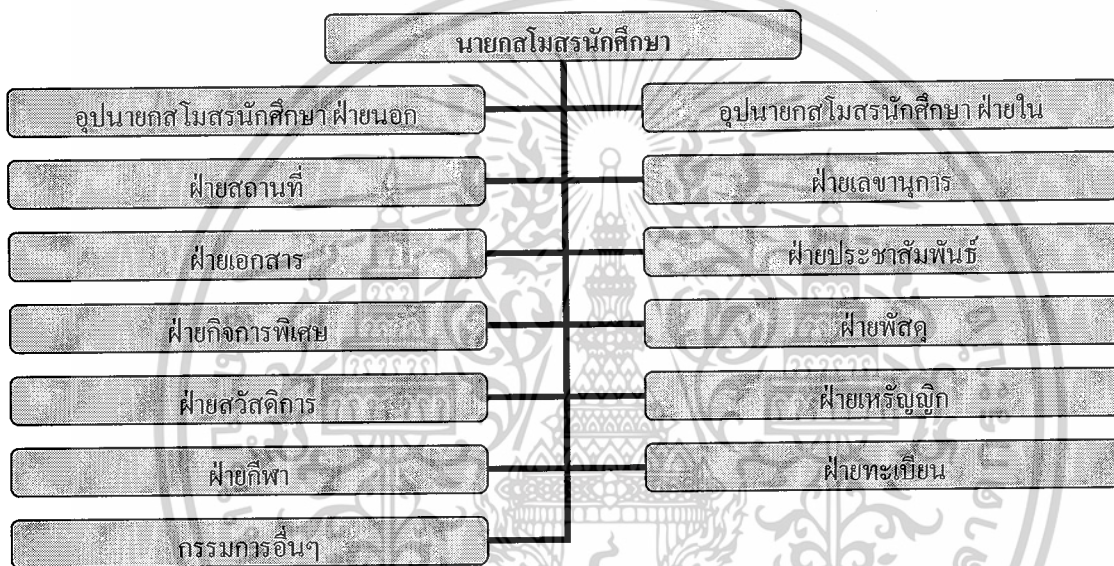 นายกสโมสรนักศึกษา
อุปนายกสโมสรนักศึกษา ฝ่ายนอก
อุปนายกสโมสรนักศึกษา ฝ่ายใน
ฝ่ายสถานที่
ฝ่ายเลขานุการ
ฝ่ายเอกสาร
ฝ่ายประชาสัมพันธ์
ฝ่ายกิจการพิเศษ
ฝ่ายพัสดุ
ฝ่ายสวัสดิการ
ฝ่ายเหรัญญิก
ฝ่ายกีฬา
ฝ่ายทะเบียน
กรรมการอื่นๆ